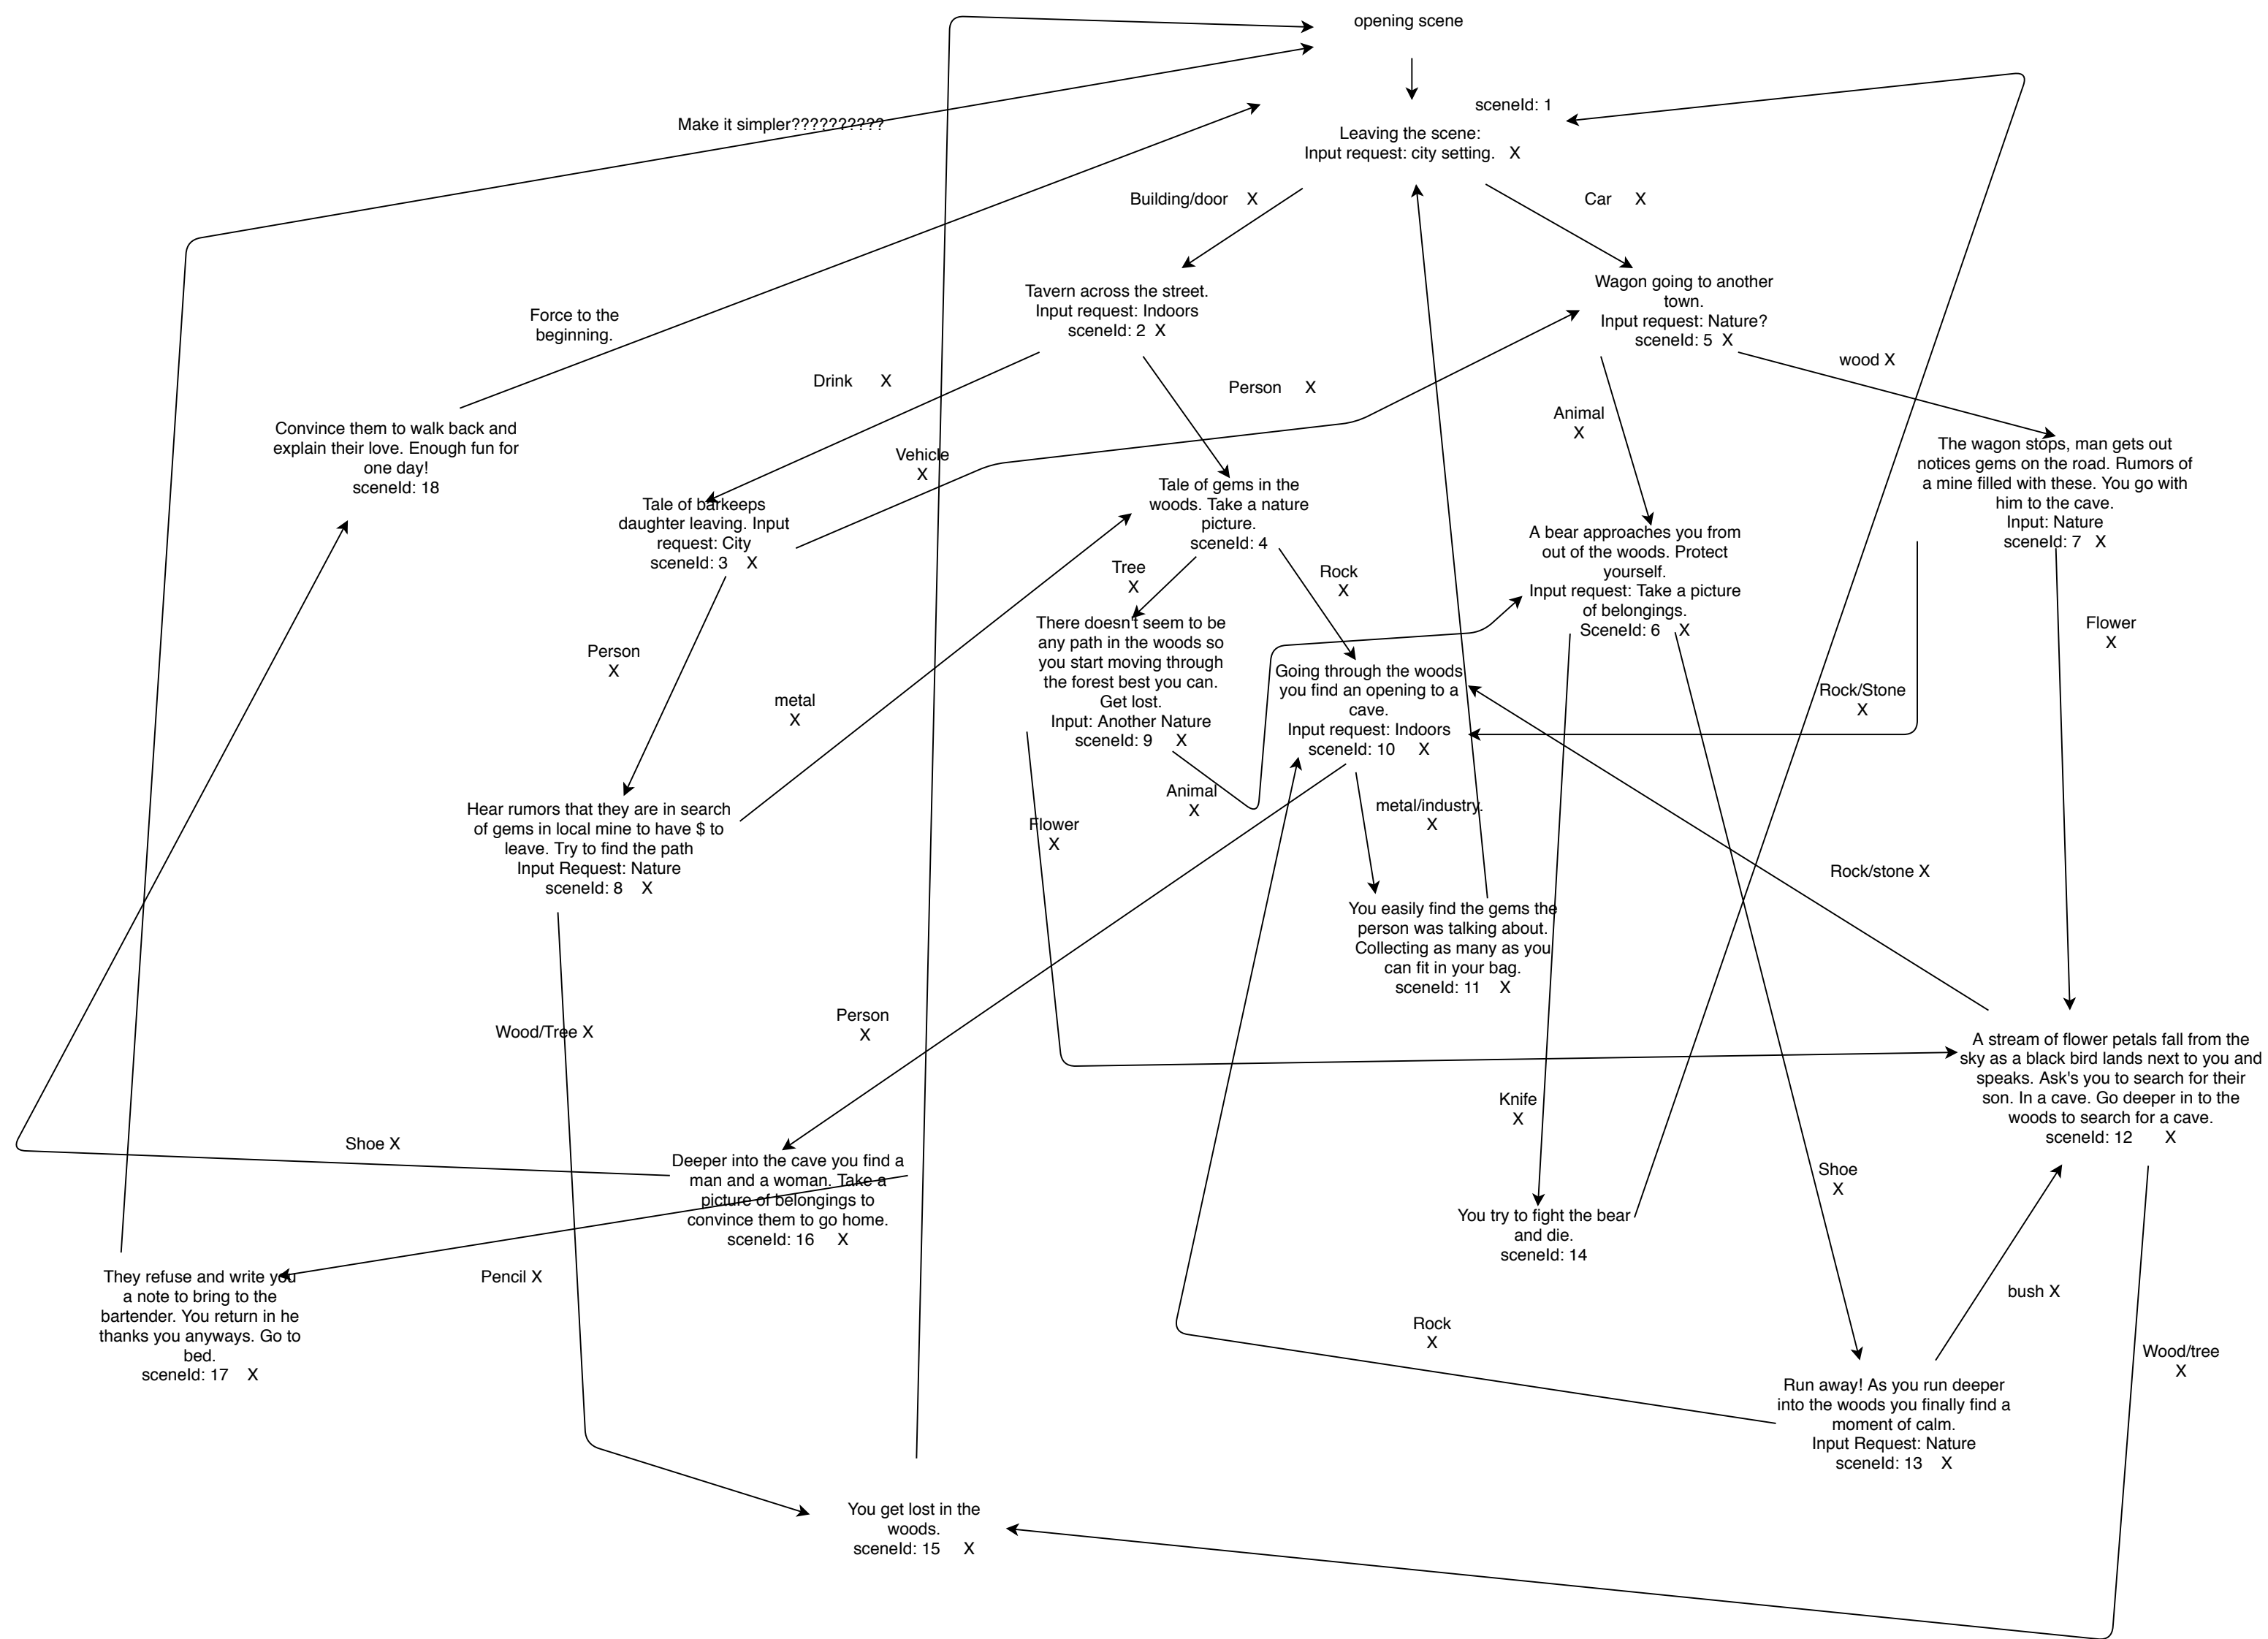 opening scene
sceneId: 1
Leaving the scene:
Input request: city setting.   X
Make it simpler??????????
Building/door    X
Car     X
Tavern across the street.
Input request: Indoors
sceneId: 2  X
Wagon going to another
town.
Input request: Nature?
sceneId: 5  X
Force to the
beginning.
Drink      X
Person     X
wood X
Animal
X
Vehicle
X
Convince them to walk back and
explain their love. Enough fun for
one day!
sceneId: 18
Tale of barkeeps
daughter leaving. Input
request: City
sceneId: 3    X
Tale of gems in the
woods. Take a nature
picture.
sceneId: 4
The wagon stops, man gets out
notices gems on the road. Rumors of
a mine filled with these. You go with
him to the cave.
Input: Nature
sceneId: 7   X
A bear approaches you from
out of the woods. Protect
yourself.
Input request: Take a picture
of belongings.
SceneId: 6    X
Tree
X
Rock
X
Flower
X
Person
X
metal
X
There doesn't seem to be
any path in the woods so
you start moving through
the forest best you can.
Get lost.
Input: Another Nature
sceneId: 9     X
Going through the woods
you find an opening to a
cave.
Input request: Indoors
sceneId: 10     X
Rock/Stone
X
Animal
X
Flower
X
metal/industry.
X
Hear rumors that they are in search
of gems in local mine to have $ to
leave. Try to find the path
Input Request: Nature
sceneId: 8    X
Rock/stone X
You easily find the gems the
person was talking about.
Collecting as many as you
can fit in your bag.
sceneId: 11    X
Wood/Tree X
Person
X
A stream of flower petals fall from the
sky as a black bird lands next to you and
speaks. Ask's you to search for their
son. In a cave. Go deeper in to the
woods to search for a cave.
sceneId: 12       X
Knife
X
Shoe X
Deeper into the cave you find a
man and a woman. Take a
picture of belongings to
convince them to go home.
sceneId: 16     X
Shoe
X
You try to fight the bear
and die.
sceneId: 14
They refuse and write you
a note to bring to the
bartender. You return in he
thanks you anyways. Go to
bed.
sceneId: 17    X
Pencil X
bush X
Rock
X
Wood/tree
X
Run away! As you run deeper
into the woods you finally find a
moment of calm.
Input Request: Nature
sceneId: 13    X
You get lost in the
woods.
sceneId: 15     X